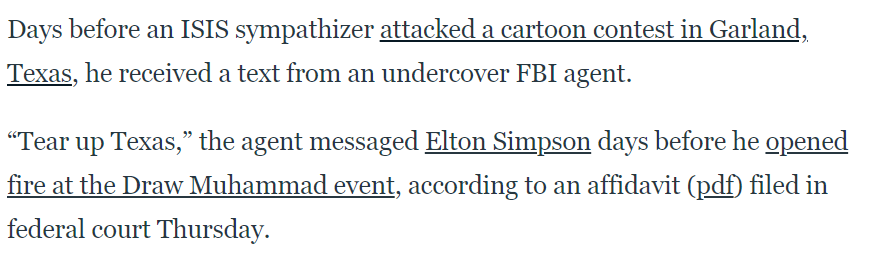 Days before an ISIS sympathizer attacked a cartoon contest in Garland,
Texas, he received a text from an undercover FBI agent.
“Tear up Texas,” the agent messaged Elton Simpson days before he opened
fire at the Draw Muhammad event, according to an affidavit (pdf) filed in
federal court Thursday.